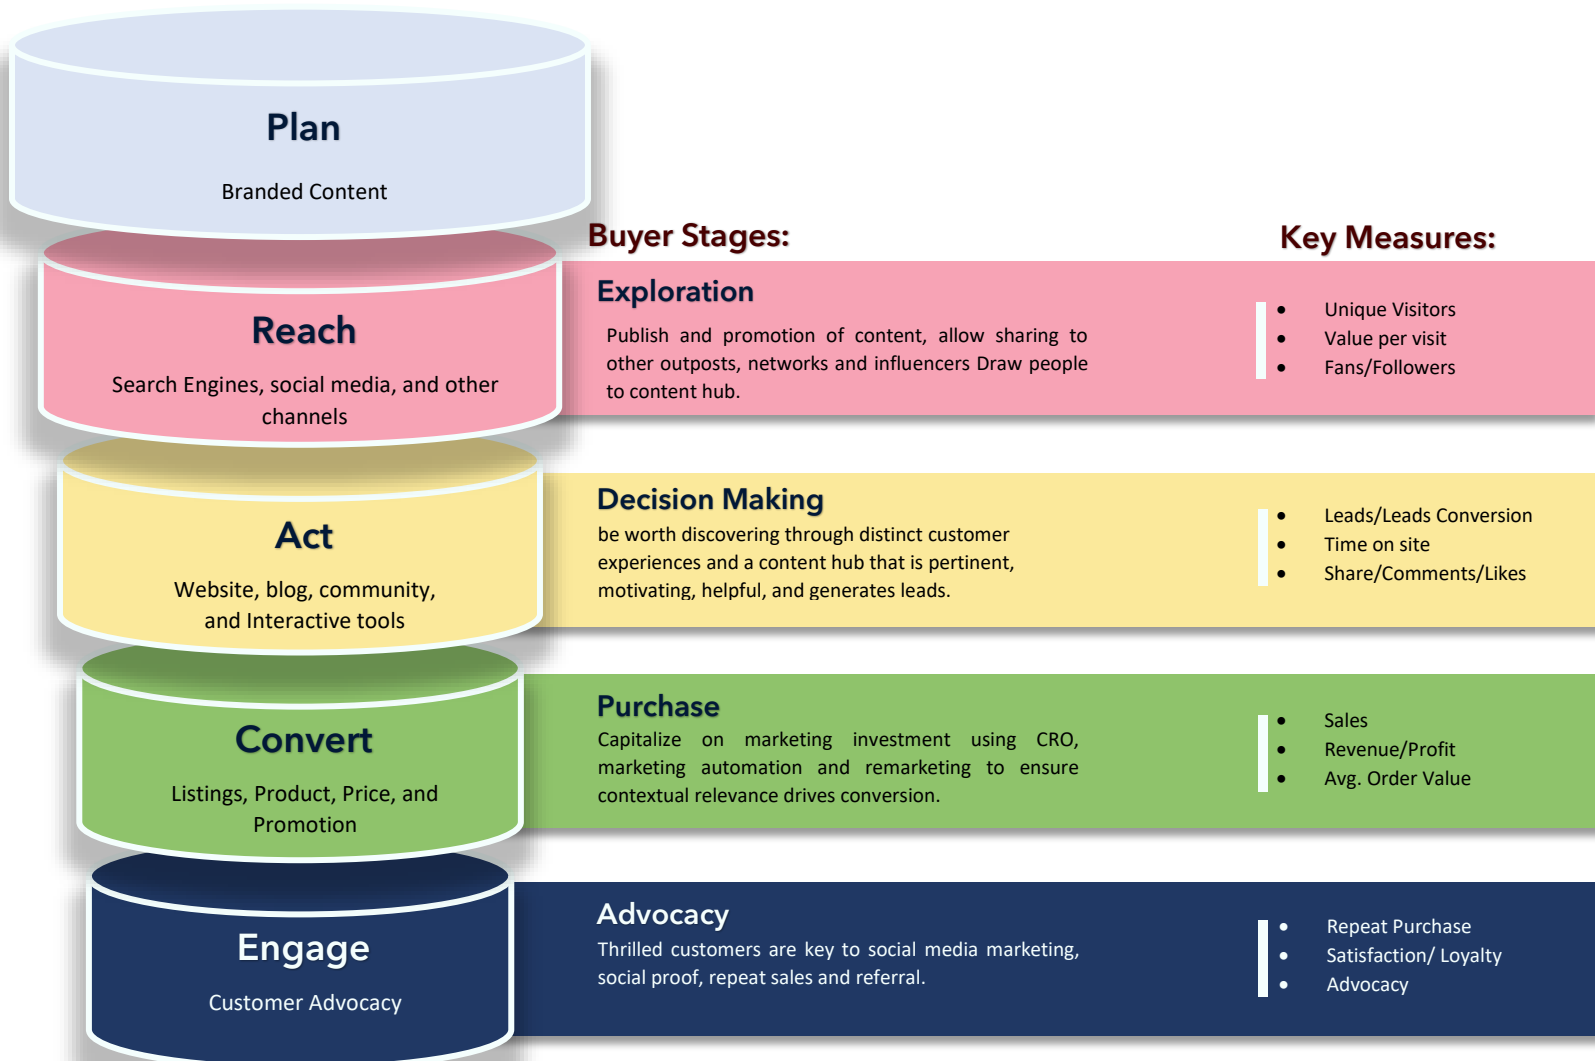 Plan
Branded Content
Buyer Stages:
Key Measures:
Reach
Search Engines, social media, and other
channels
Exploration
Publish and promotion of content, allow sharing to
other outposts, networks and influencers Draw people
to content hub.
• Unique Visitors
• Value per visit
• Fans/Followers
Act
Website, blog, community,
and Interactive tools
Decision Making
be worth discovering through distinct customer
experiences and a content hub that is pertinent,
motivating, helpful, and generates leads.
• Leads/Leads Conversion
• Time on site
• Share/Comments/Likes
Convert
Listings, Product, Price, and
Promotion
Purchase
Capitalize on marketing investment using CRO,
marketing automation and remarketing to ensure
contextual relevance drives conversion.
• Sales
• Revenue/Profit
• Avg. Order Value
Engage
Customer Advocacy
Advocacy
Thrilled customers are key to social media marketing,
social proof, repeat sales and referral.
• Repeat Purchase
• Satisfaction/ Loyalty
• Advocacy